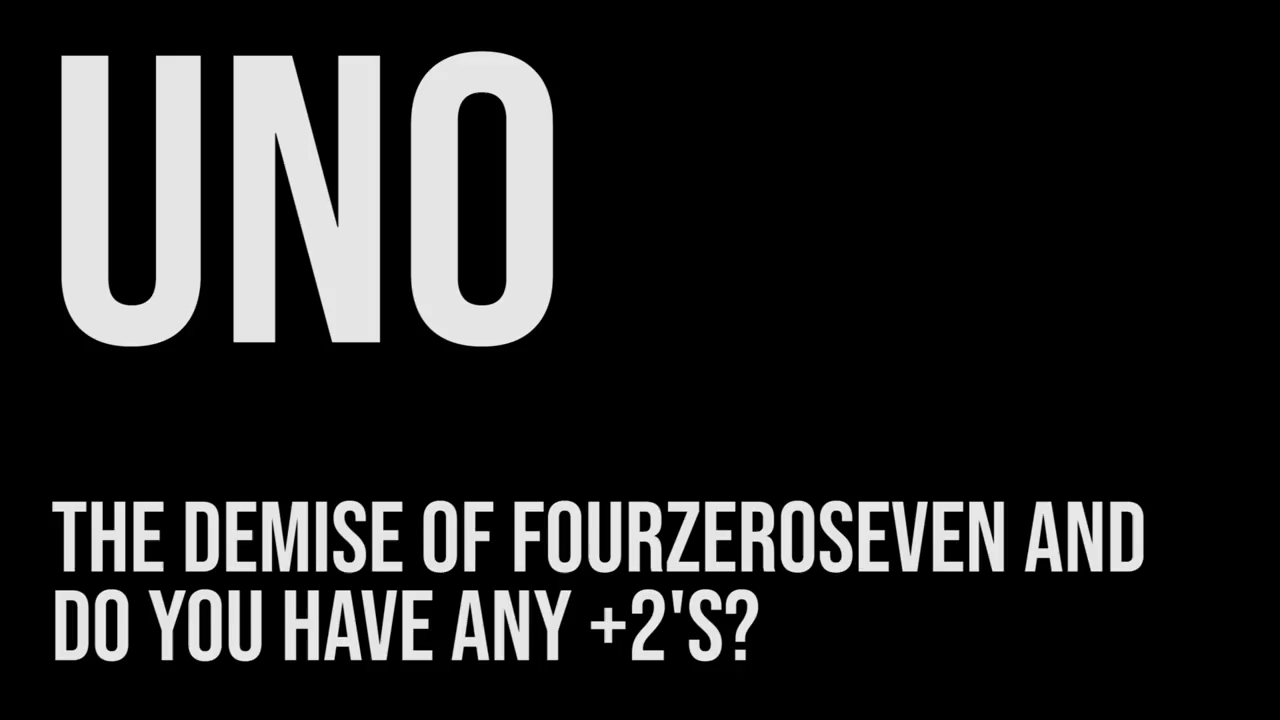 UNO
THE DEMISE OF FOURZEROSEVEN AND
DO YOU HAVE ANY +2'S?